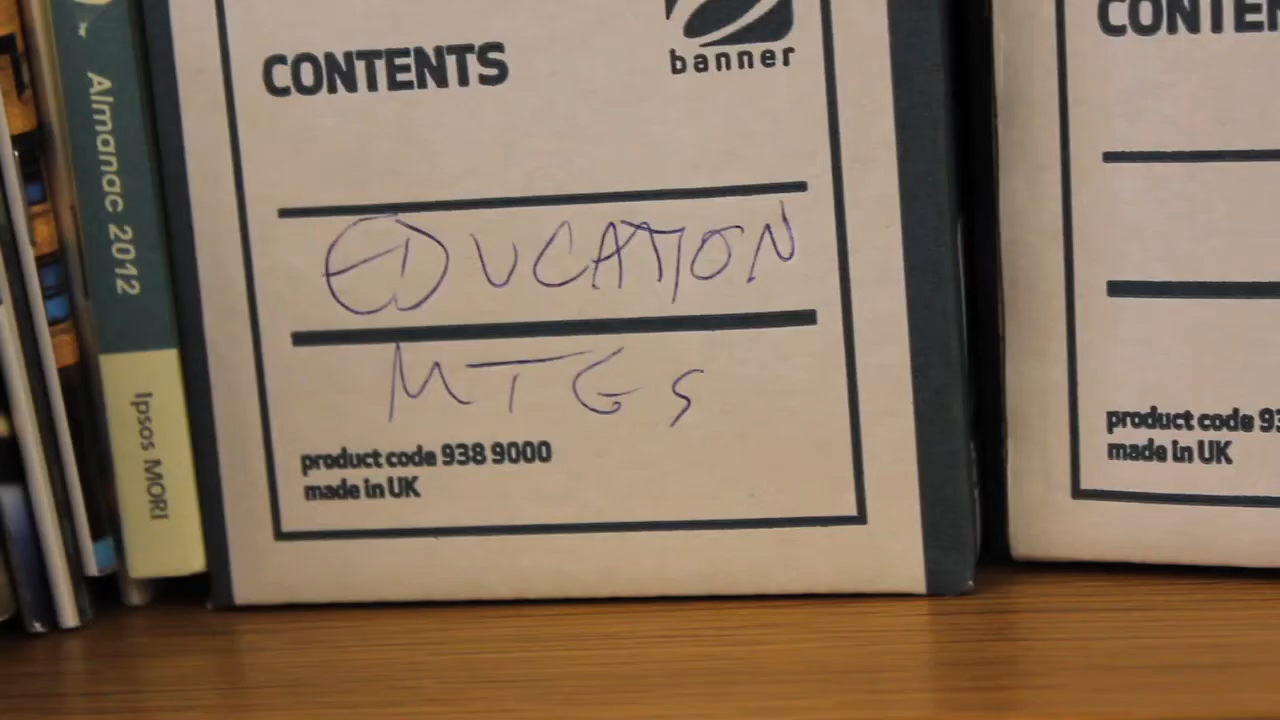 Almanac 2012
Ipsos MORI
banner
CONTENTS
EDUCATION
MTGS
product code 938 9000
made in UK
CONTEN
product code 93
made in UK